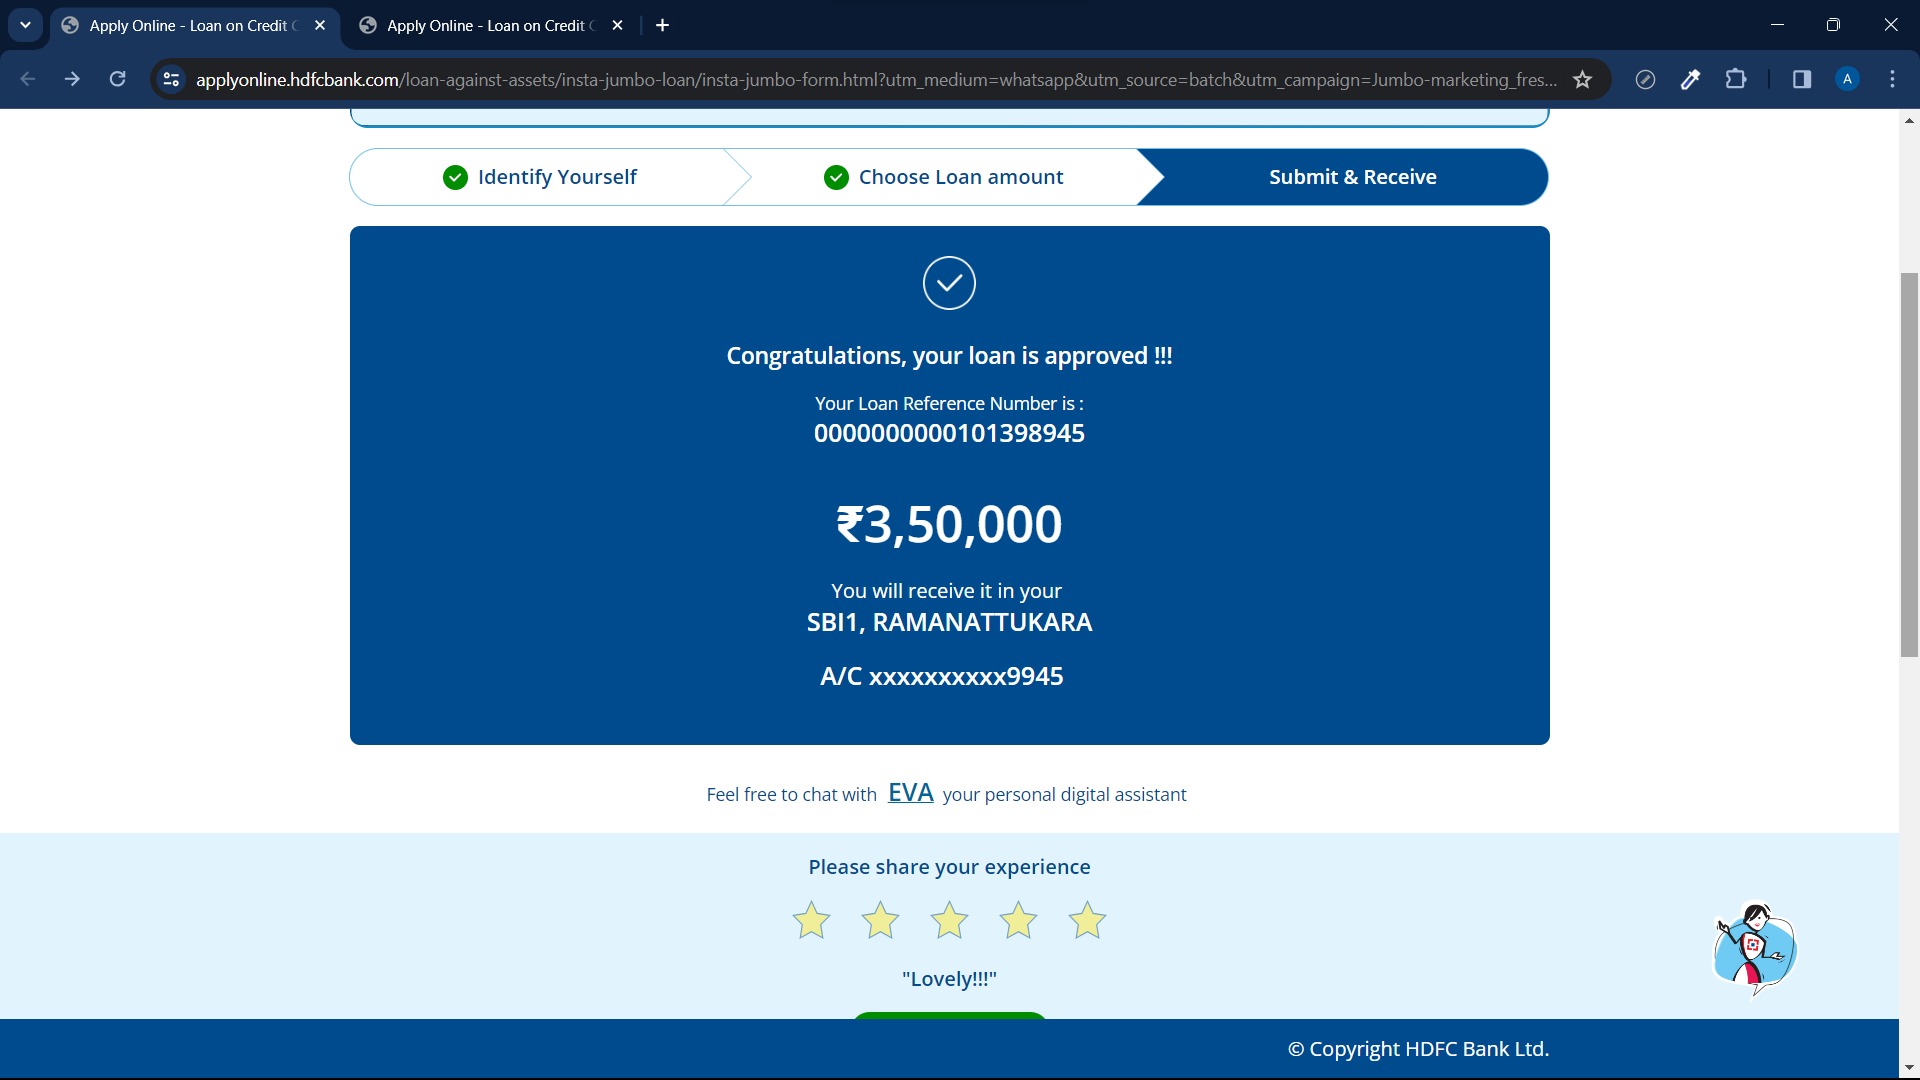 Apply Online - Loan on Credit
Apply Online - Loan on Credit
applyonline.hdfcbank.com/loan-against-assets/insta-jumbo-loan/insta-jumbo-form.html?utm_medium=whatsapp&utm_source=batch&utm_campaign=Jumbo-marketing_fres...
A
Identify Yourself
Choose Loan amount
Submit & Receive
Congratulations, your loan is approved !!!
Your Loan Reference Number is :
0000000000101398945
₹3,50,000
You will receive it in your
SBI1, RAMANATTUKARA
A/C xxxxxxxxxx9945
Feel free to chat with EVA your personal digital assistant
Please share your experience
"Lovely!!!"
© Copyright HDFC Bank Ltd.